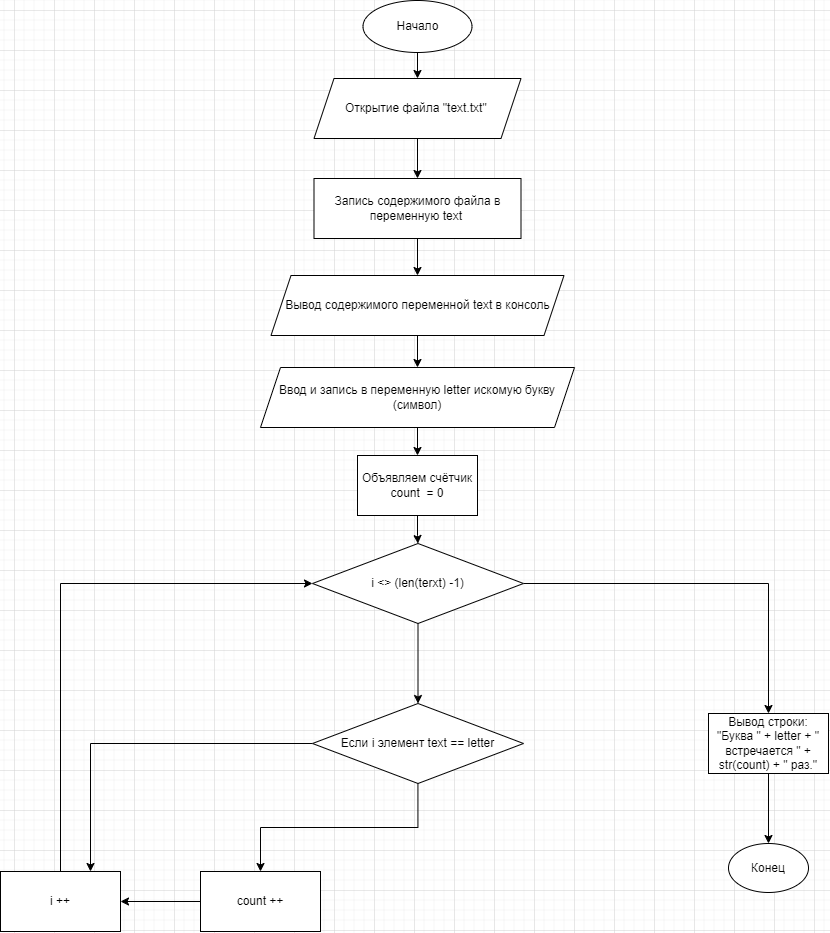 Начало
Открытие файла "text.txt"
Запись содержимого файла в
переменную text
Вывод содержимого переменной text в консоль
Ввод и запись в переменную letter искомую букву
(символ)
Объявляем счётчик
count = 0
i <> (len(terxt) -1)
Если i элемент text == letter
Вывод строки:
"Буква " + letter + "
встречается " +
str(count) + " раз."
Конец
i ++
count ++